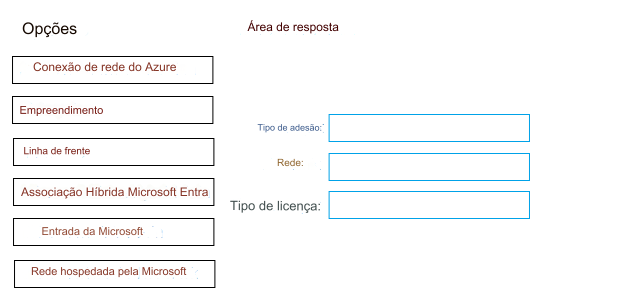 Opções
Área de resposta
Conexão de rede do Azure
Empreendimento
Linha de frente
Associação Híbrida Microsoft Entra
Entrada da Microsoft
Rede hospedada pela Microsoft
Tipo de adesão:
Rede:
Tipo de licença: